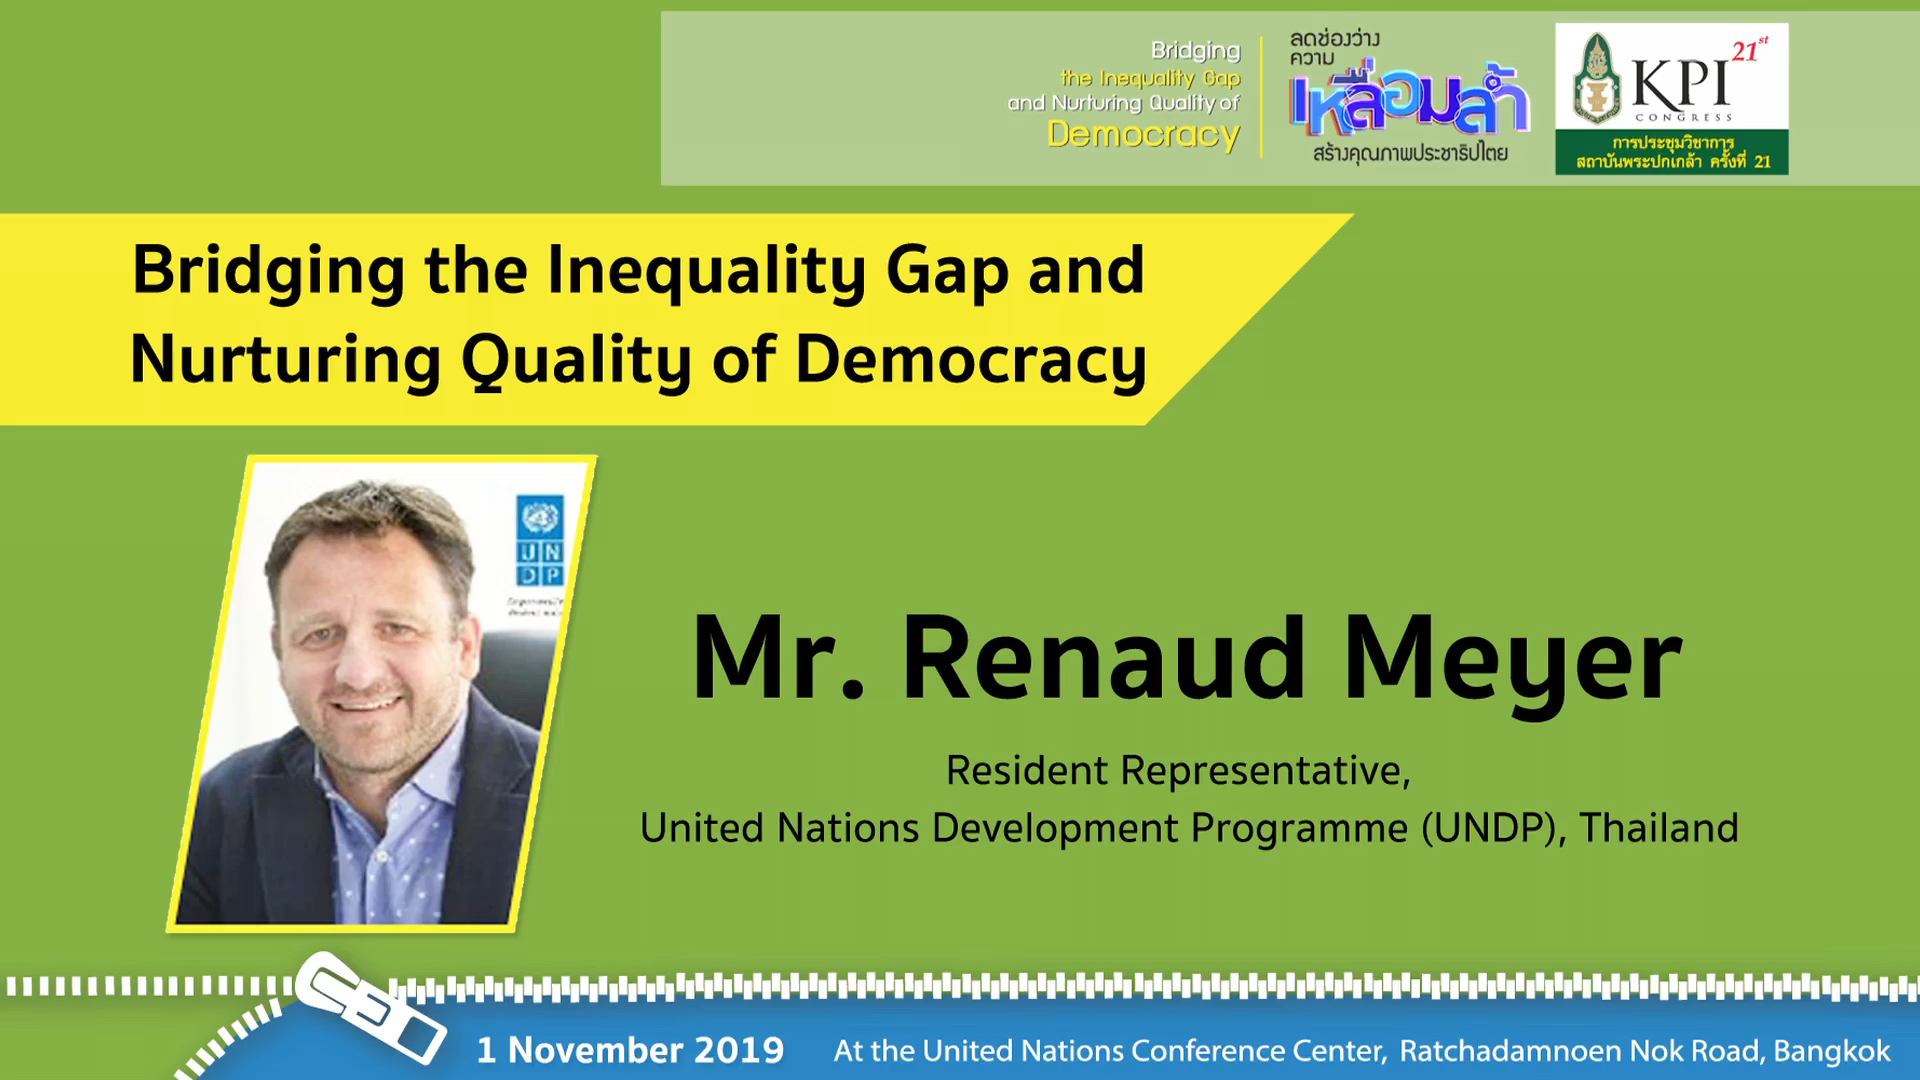 Bridging
the Inequality Gap
and Nurturing Quality of
Democracy
ลดช่องว่าง
ความ
เหลื่อมล้ำ
สร้างคุณภาพประชาธิปไตย
KPI 21st
CONGRESS
การประชุมวิชาการ
สถาบันพระปกเกล้า ครั้งที่ 21
Bridging the Inequality Gap and
Nurturing Quality of Democracy
UN
DP
Mr. Renaud Meyer
Resident Representative,
United Nations Development Programme (UNDP), Thailand
1 November 2019 At the United Nations Conference Center, Ratchadamnoen Nok Road, Bangkok